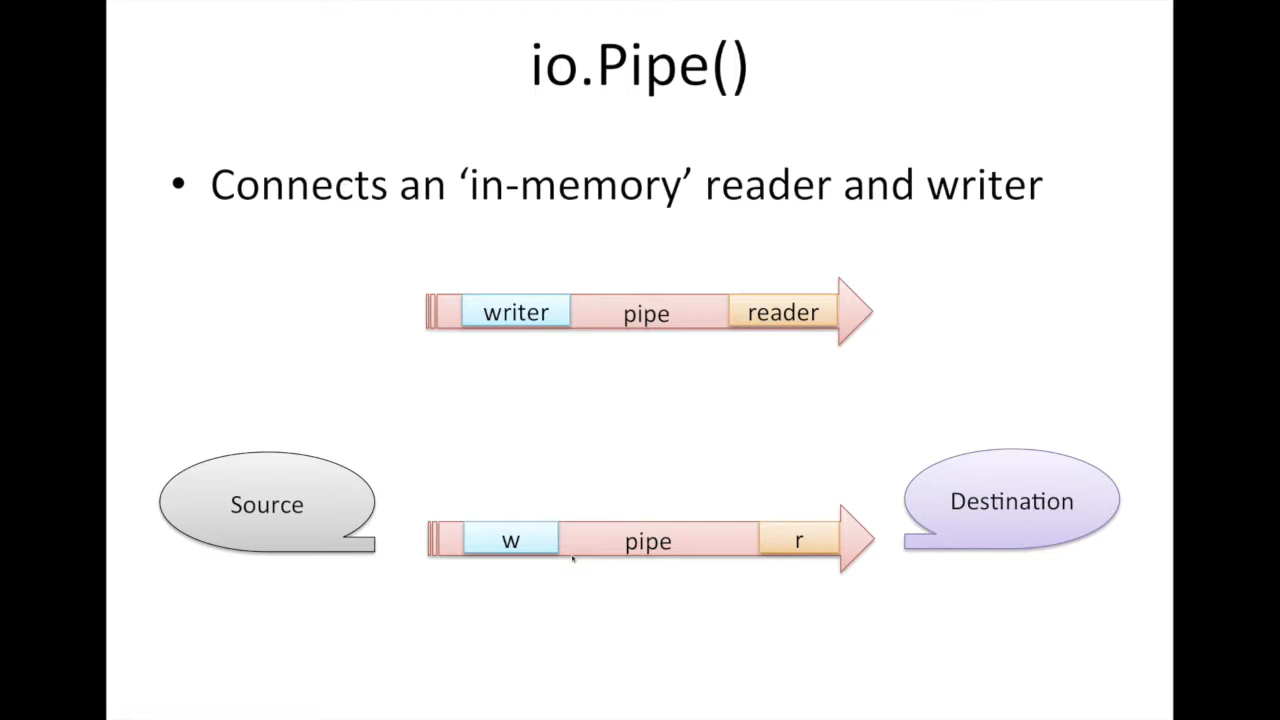 io.Pipe()
• Connects an ‘in-memory’ reader and writer
writer pipe reader
Source
w pipe r
Destination